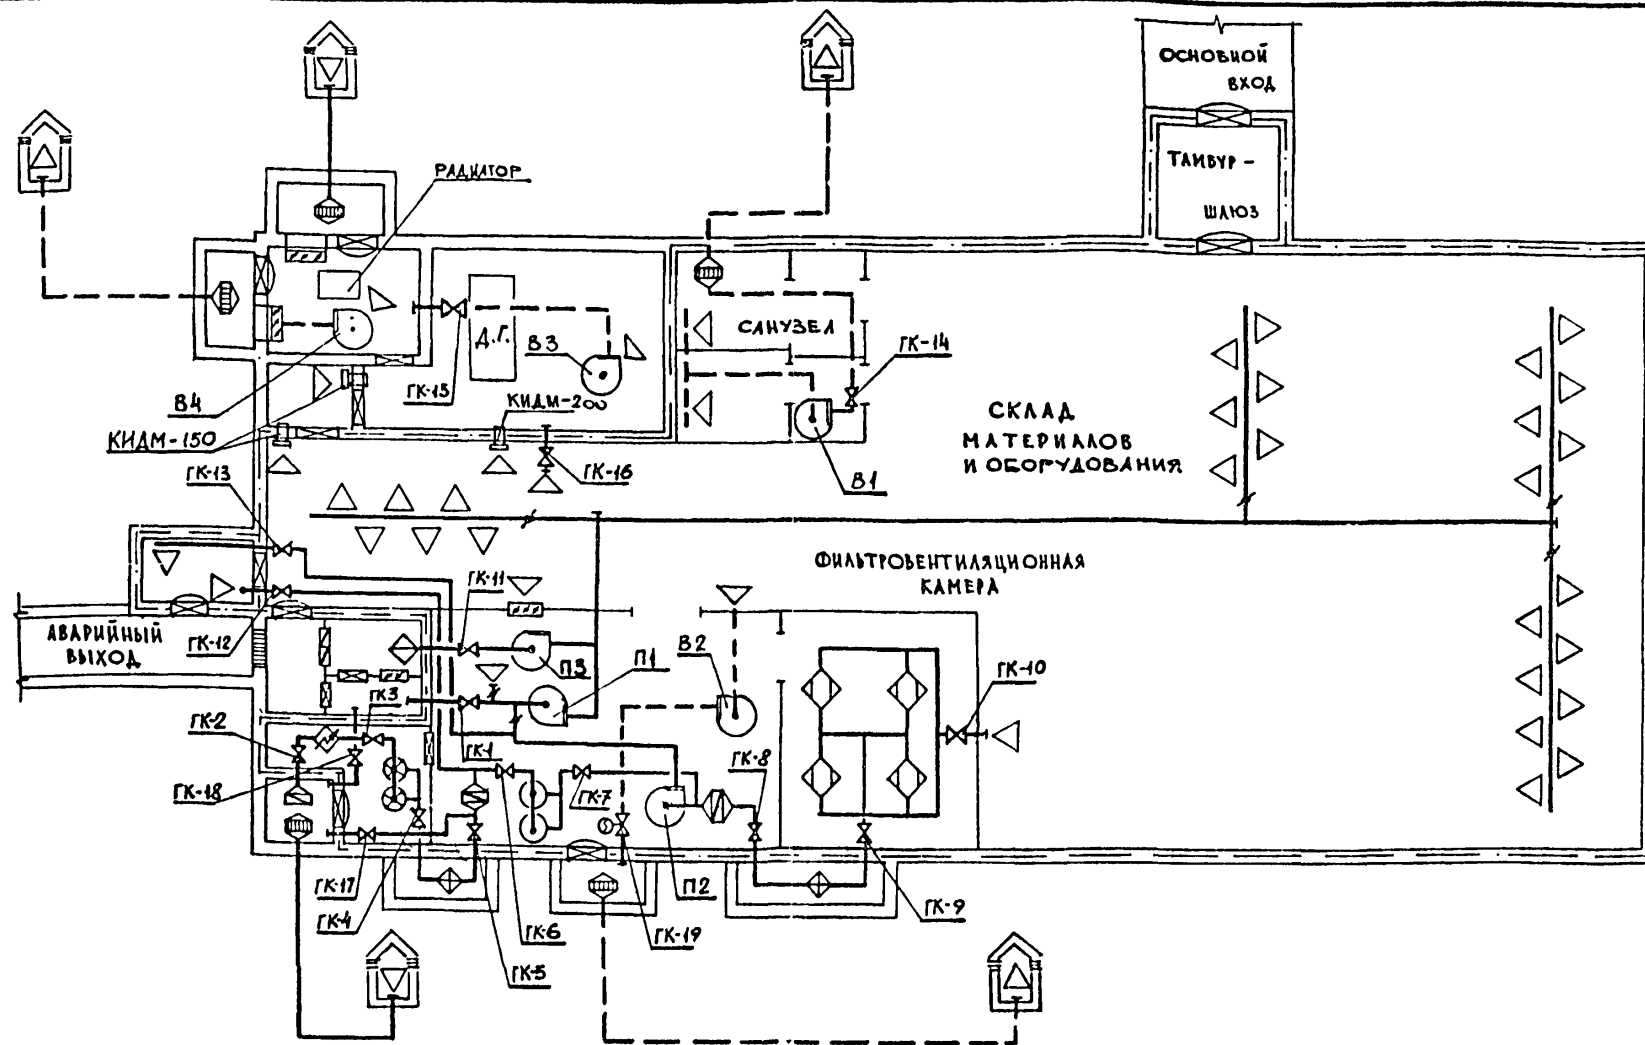 ОСНОВНОЙ
ВХОД
ТАМБУР -
ШЛЮЗ
РАДИАТОР
Д.Г.
В3
САНУЗЕЛ
ГК-14
ГК-15
В4
КИДМ-200
КИДМ-150
СКЛАД
МАТЕРИАЛОВ
И ОБОРУДОВАНИЯ
ГК-13
ГК-16
В1
ФИЛЬТРОВЕНТИЛЯЦИОННАЯ
КАМЕРА
ГК-11
АВАРИЙНЫЙ
ВЫХОД
ГК-12
П3
П1
В2
ГК-10
ГК3
ГК-2
ГК-1
ГК-8
ГК-18
ГК-7
ГК-17
П2
ГК-4
ГК-9
ГК-6
ГК-19
ГК-5